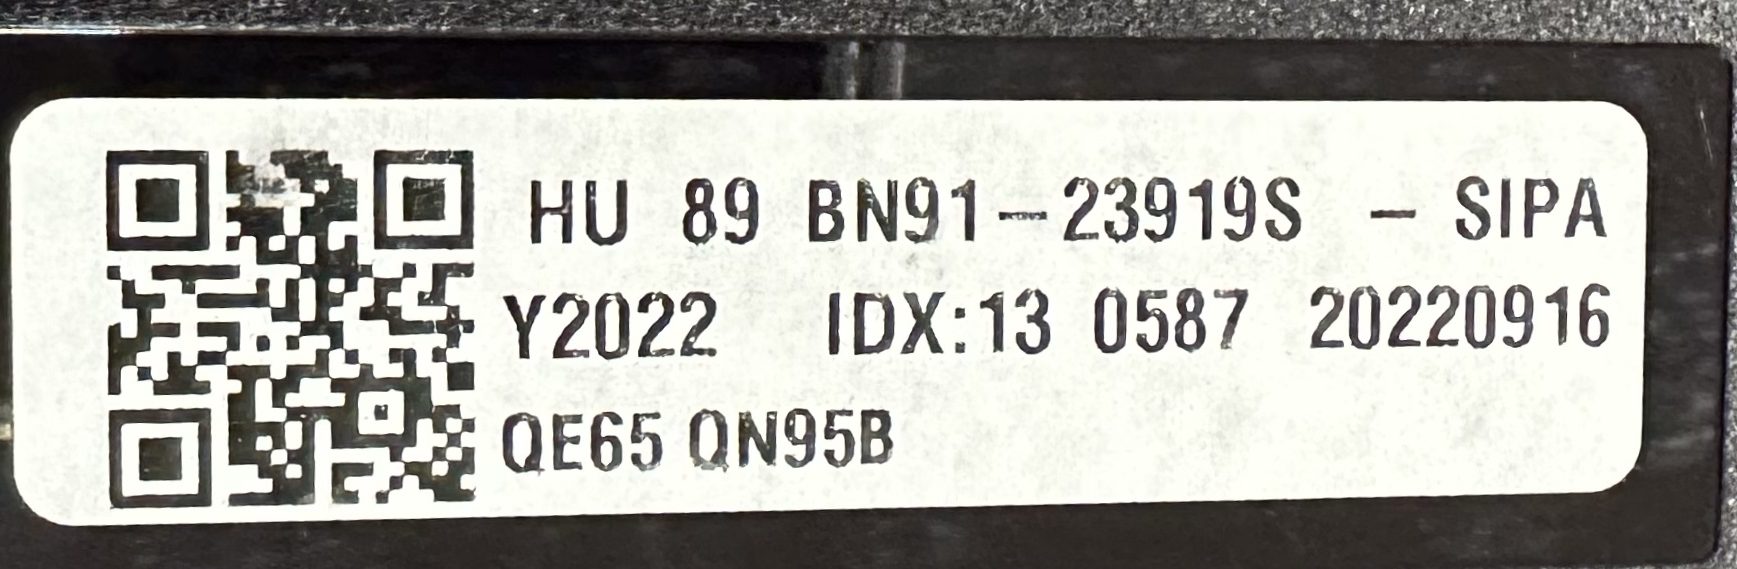 HU 89 BN91-23919S - SIPA
Y2022 IDX:13 0587 20220916
QE65 QN95B